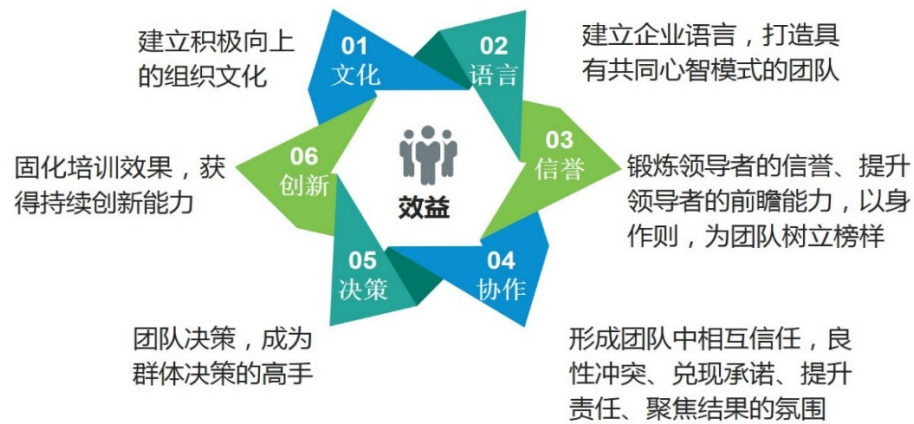 建立积极向上
的组织文化
01
文化
02
语言
建立企业语言，打造具
有共同心智模式的团队
03
信誉
锻炼领导者的信誉、提升
领导者的前瞻能力，以身
作则，为团队树立榜样
04
协作
形成团队中相互信任，良
性冲突、兑现承诺、提升
责任、聚焦结果的氛围
05
决策
团队决策，成为
群体决策的高手
06
创新
固化培训效果，获
得持续创新能力
效益